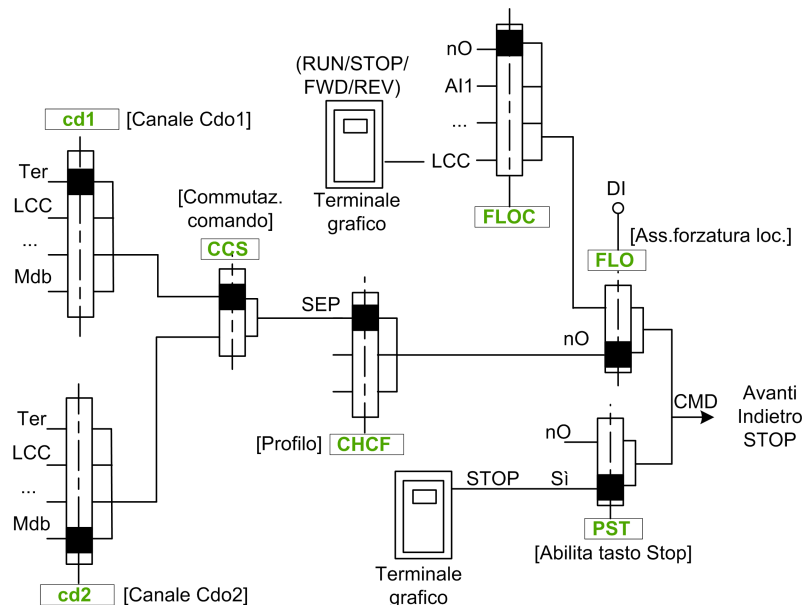 (RUN/STOP/
FWD/REV)
nO
AI1
...
LCC
Terminale
grafico
FLOC
cd1 [Canale Cdo1]
Ter
LCC
...
Mdb
[Commutaz.
comando]
CCS
DI
[Ass.forzatura loc.]
FLO
SEP
nO
[Profilo] CHCF
CMD
Avanti
Indietro
STOP
Ter
LCC
...
Mdb
cd2 [Canale Cdo2]
nO
STOP Sì
PST
[Abilita tasto Stop]
Terminale
grafico